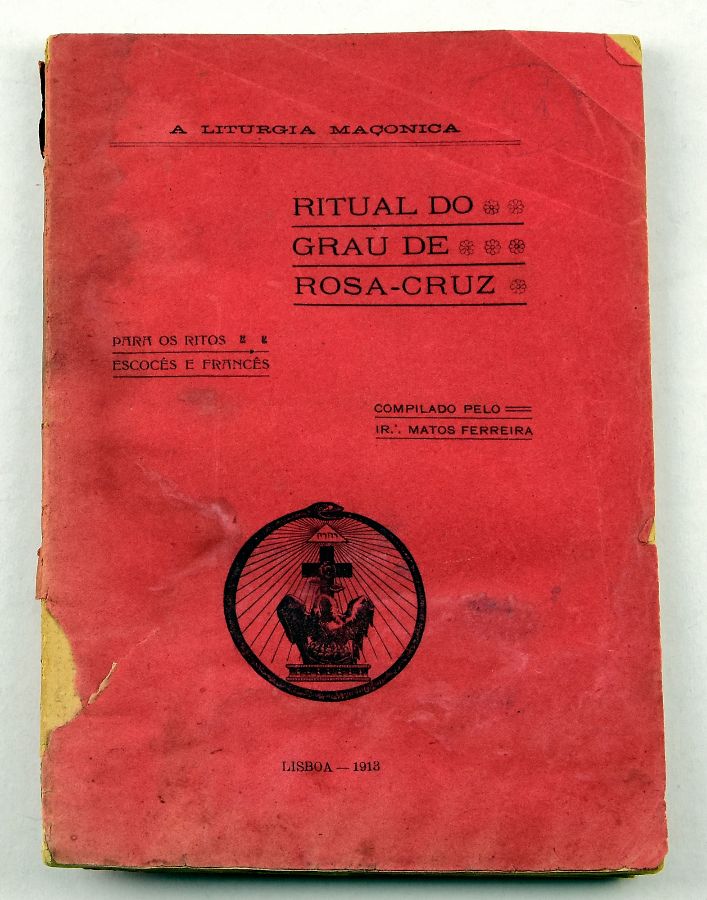 A LITURGIA MAÇONICA
RITUAL DO
GRAU DE
ROSA-CRUZ
PARA OS RITOS
ESCOCÊS E FRANCÊS
COMPILADO PELO
IR.∴ MATOS FERREIRA
יהוה
LISBOA — 1913